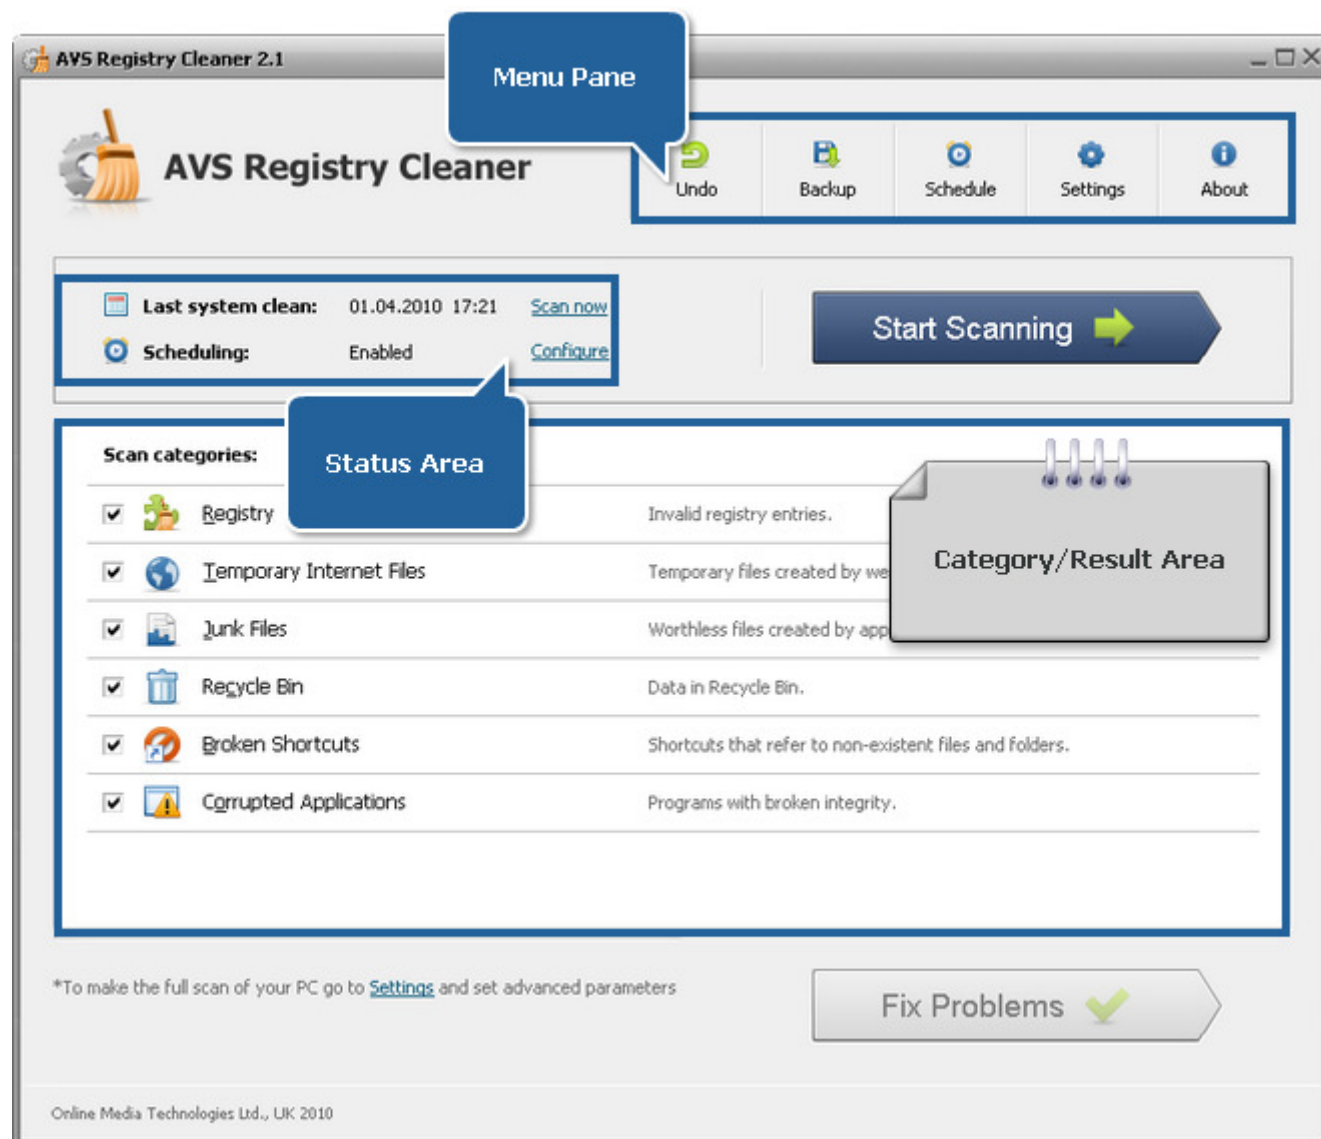 AVS Registry Cleaner 2.1
Menu Pane
AVS Registry Cleaner
Undo
Backup
Schedule
Settings
About
Last system clean: 01.04.2010 17:21 Scan now
Scheduling: Enabled Configure
Start Scanning
Status Area
Scan categories:
Category/Result Area
Registry Invalid registry entries.
Temporary Internet Files Temporary files created by
Junk Files Worthless files created by
Recycle Bin Data in Recycle Bin.
Broken Shortcuts Shortcuts that refer to non-existent files and folders.
Corrupted Applications Programs with broken integrity.
*To make the full scan of your PC go to Settings and set advanced parameters
Fix Problems
Online Media Technologies Ltd., UK 2010